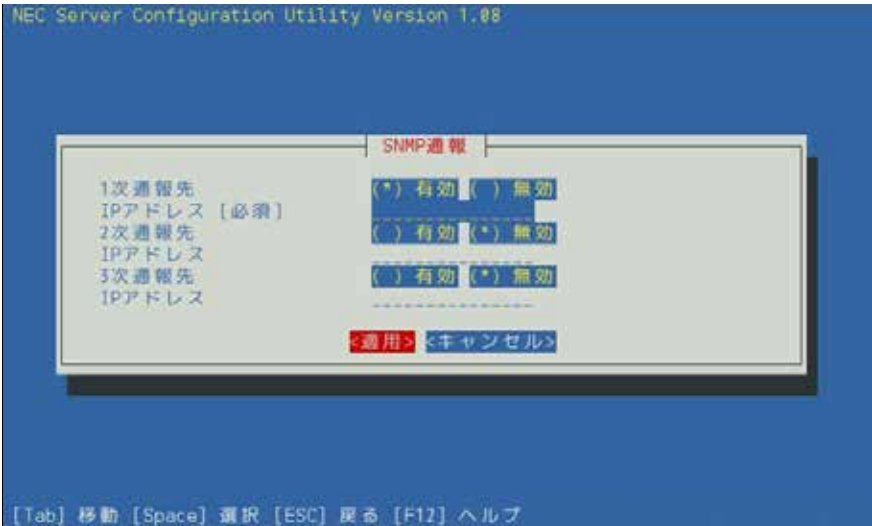 NEC Server Configuration Utility Version 1.08
SNMP通報
1次通報先 (*) 有効 ( ) 無効
IPアドレス [必須] _______________
2次通報先 ( ) 有効 (*) 無効
IPアドレス _______________
3次通報先 ( ) 有効 (*) 無効
IPアドレス _______________
<適用> <キャンセル>
[Tab] 移動 [Space] 選択 [ESC] 戻る [F12] ヘルプ